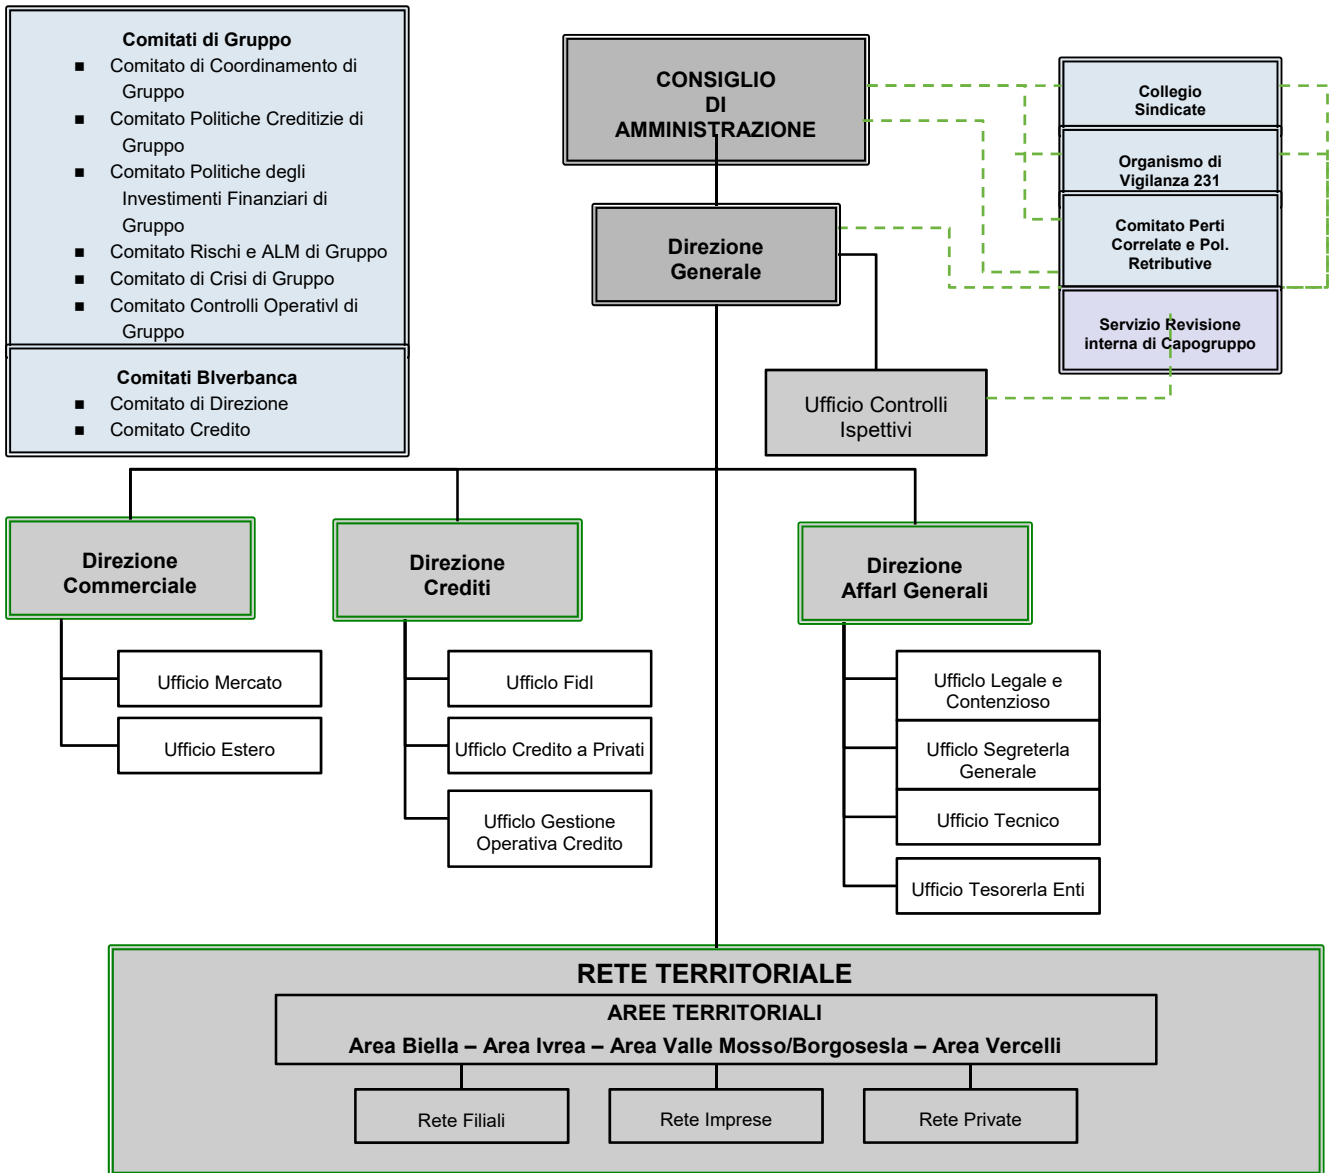 Comitati di Gruppo
■ Comitato di Coordinamento di
Gruppo
■ Comitato Politiche Creditizie di
Gruppo
■ Comitato Politiche degli
Investimenti Finanziari di
Gruppo
■ Comitato Rischi e ALM di Gruppo
■ Comitato di Crisi di Gruppo
■ Comitato Controlli Operativl di
Gruppo
Comitati Blverbanca
■ Comitato di Direzione
■ Comitato Credito
CONSIGLIO
DI
AMMINISTRAZIONE
Direzione
Generale
Collegio
Sindicate
Organismo di
Vigilanza 231
Comitato Perti
Correlate e Pol.
Retributive
Servizio Revisione
interna di Capogruppo
Ufficio Controlli
Ispettivi
Direzione
Commerciale
Ufficio Mercato
Ufficio Estero
Direzione
Crediti
Ufficlo Fidl
Ufficlo Credito a Privati
Ufficlo Gestione
Operativa Credito
Direzione
Affarl Generali
Ufficlo Legale e
Contenzioso
Ufficlo Segreterla
Generale
Ufficio Tecnico
Ufficio Tesorerla Enti
RETE TERRITORIALE
AREE TERRITORIALI
Area Biella – Area Ivrea – Area Valle Mosso/Borgosesla – Area Vercelli
Rete Filiali
Rete Imprese
Rete Private